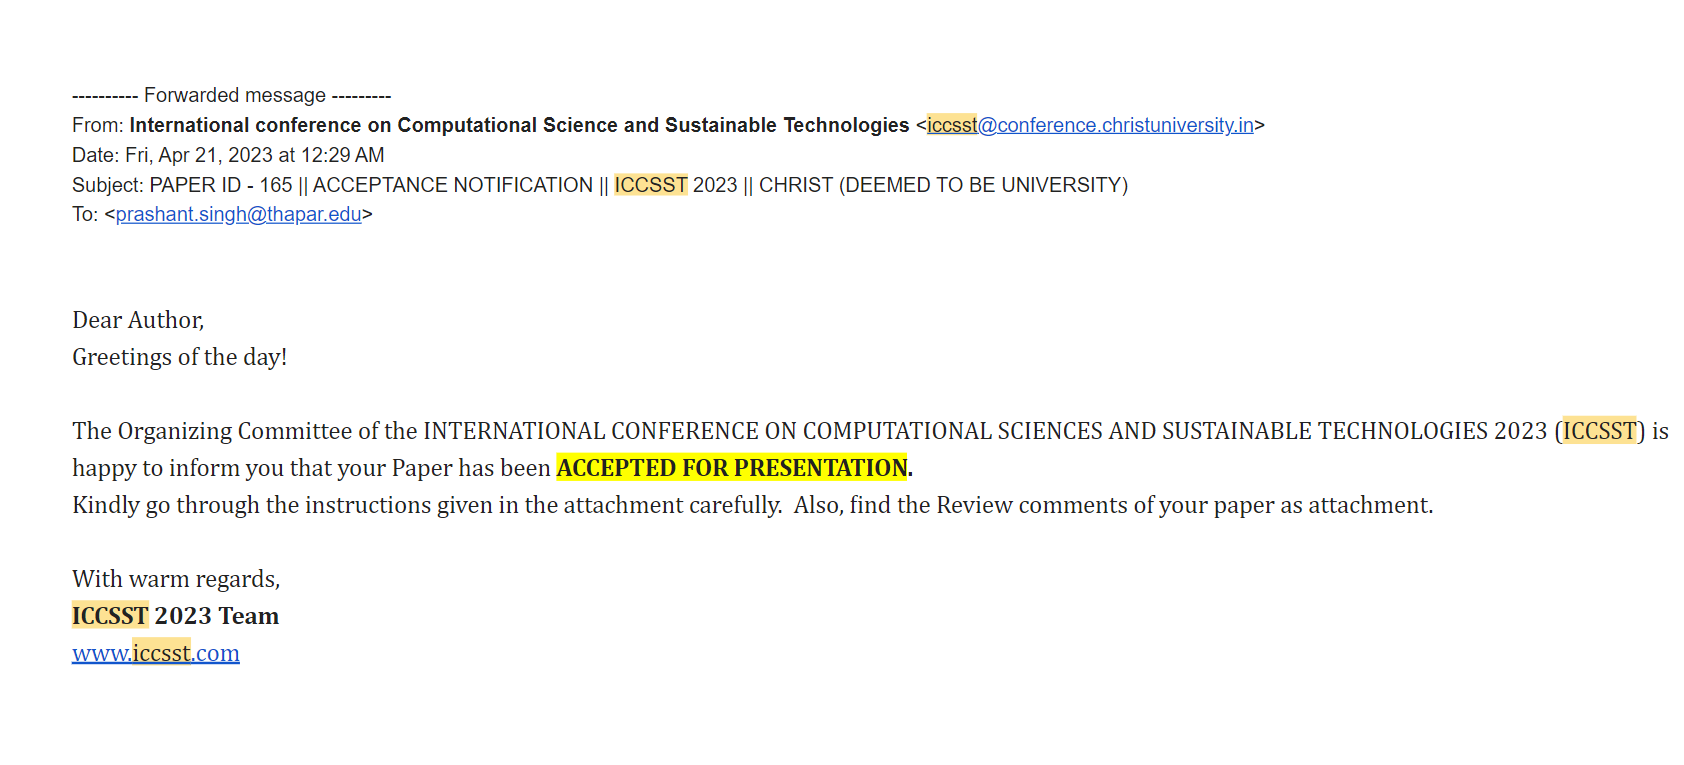 ---------- Forwarded message ---------
From: International conference on Computational Science and Sustainable Technologies <iccsst@conference.christuniversity.in>
Date: Fri, Apr 21, 2023 at 12:29 AM
Subject: PAPER ID - 165 || ACCEPTANCE NOTIFICATION || ICCSST 2023 || CHRIST (DEEMED TO BE UNIVERSITY)
To: <prashant.singh@thapar.edu>
Dear Author,
Greetings of the day!
The Organizing Committee of the INTERNATIONAL CONFERENCE ON COMPUTATIONAL SCIENCES AND SUSTAINABLE TECHNOLOGIES 2023 (ICCSST) is
happy to inform you that your Paper has been ACCEPTED FOR PRESENTATION.
Kindly go through the instructions given in the attachment carefully.  Also, find the Review comments of your paper as attachment.
With warm regards,
ICCSST 2023 Team
www.iccsst.com